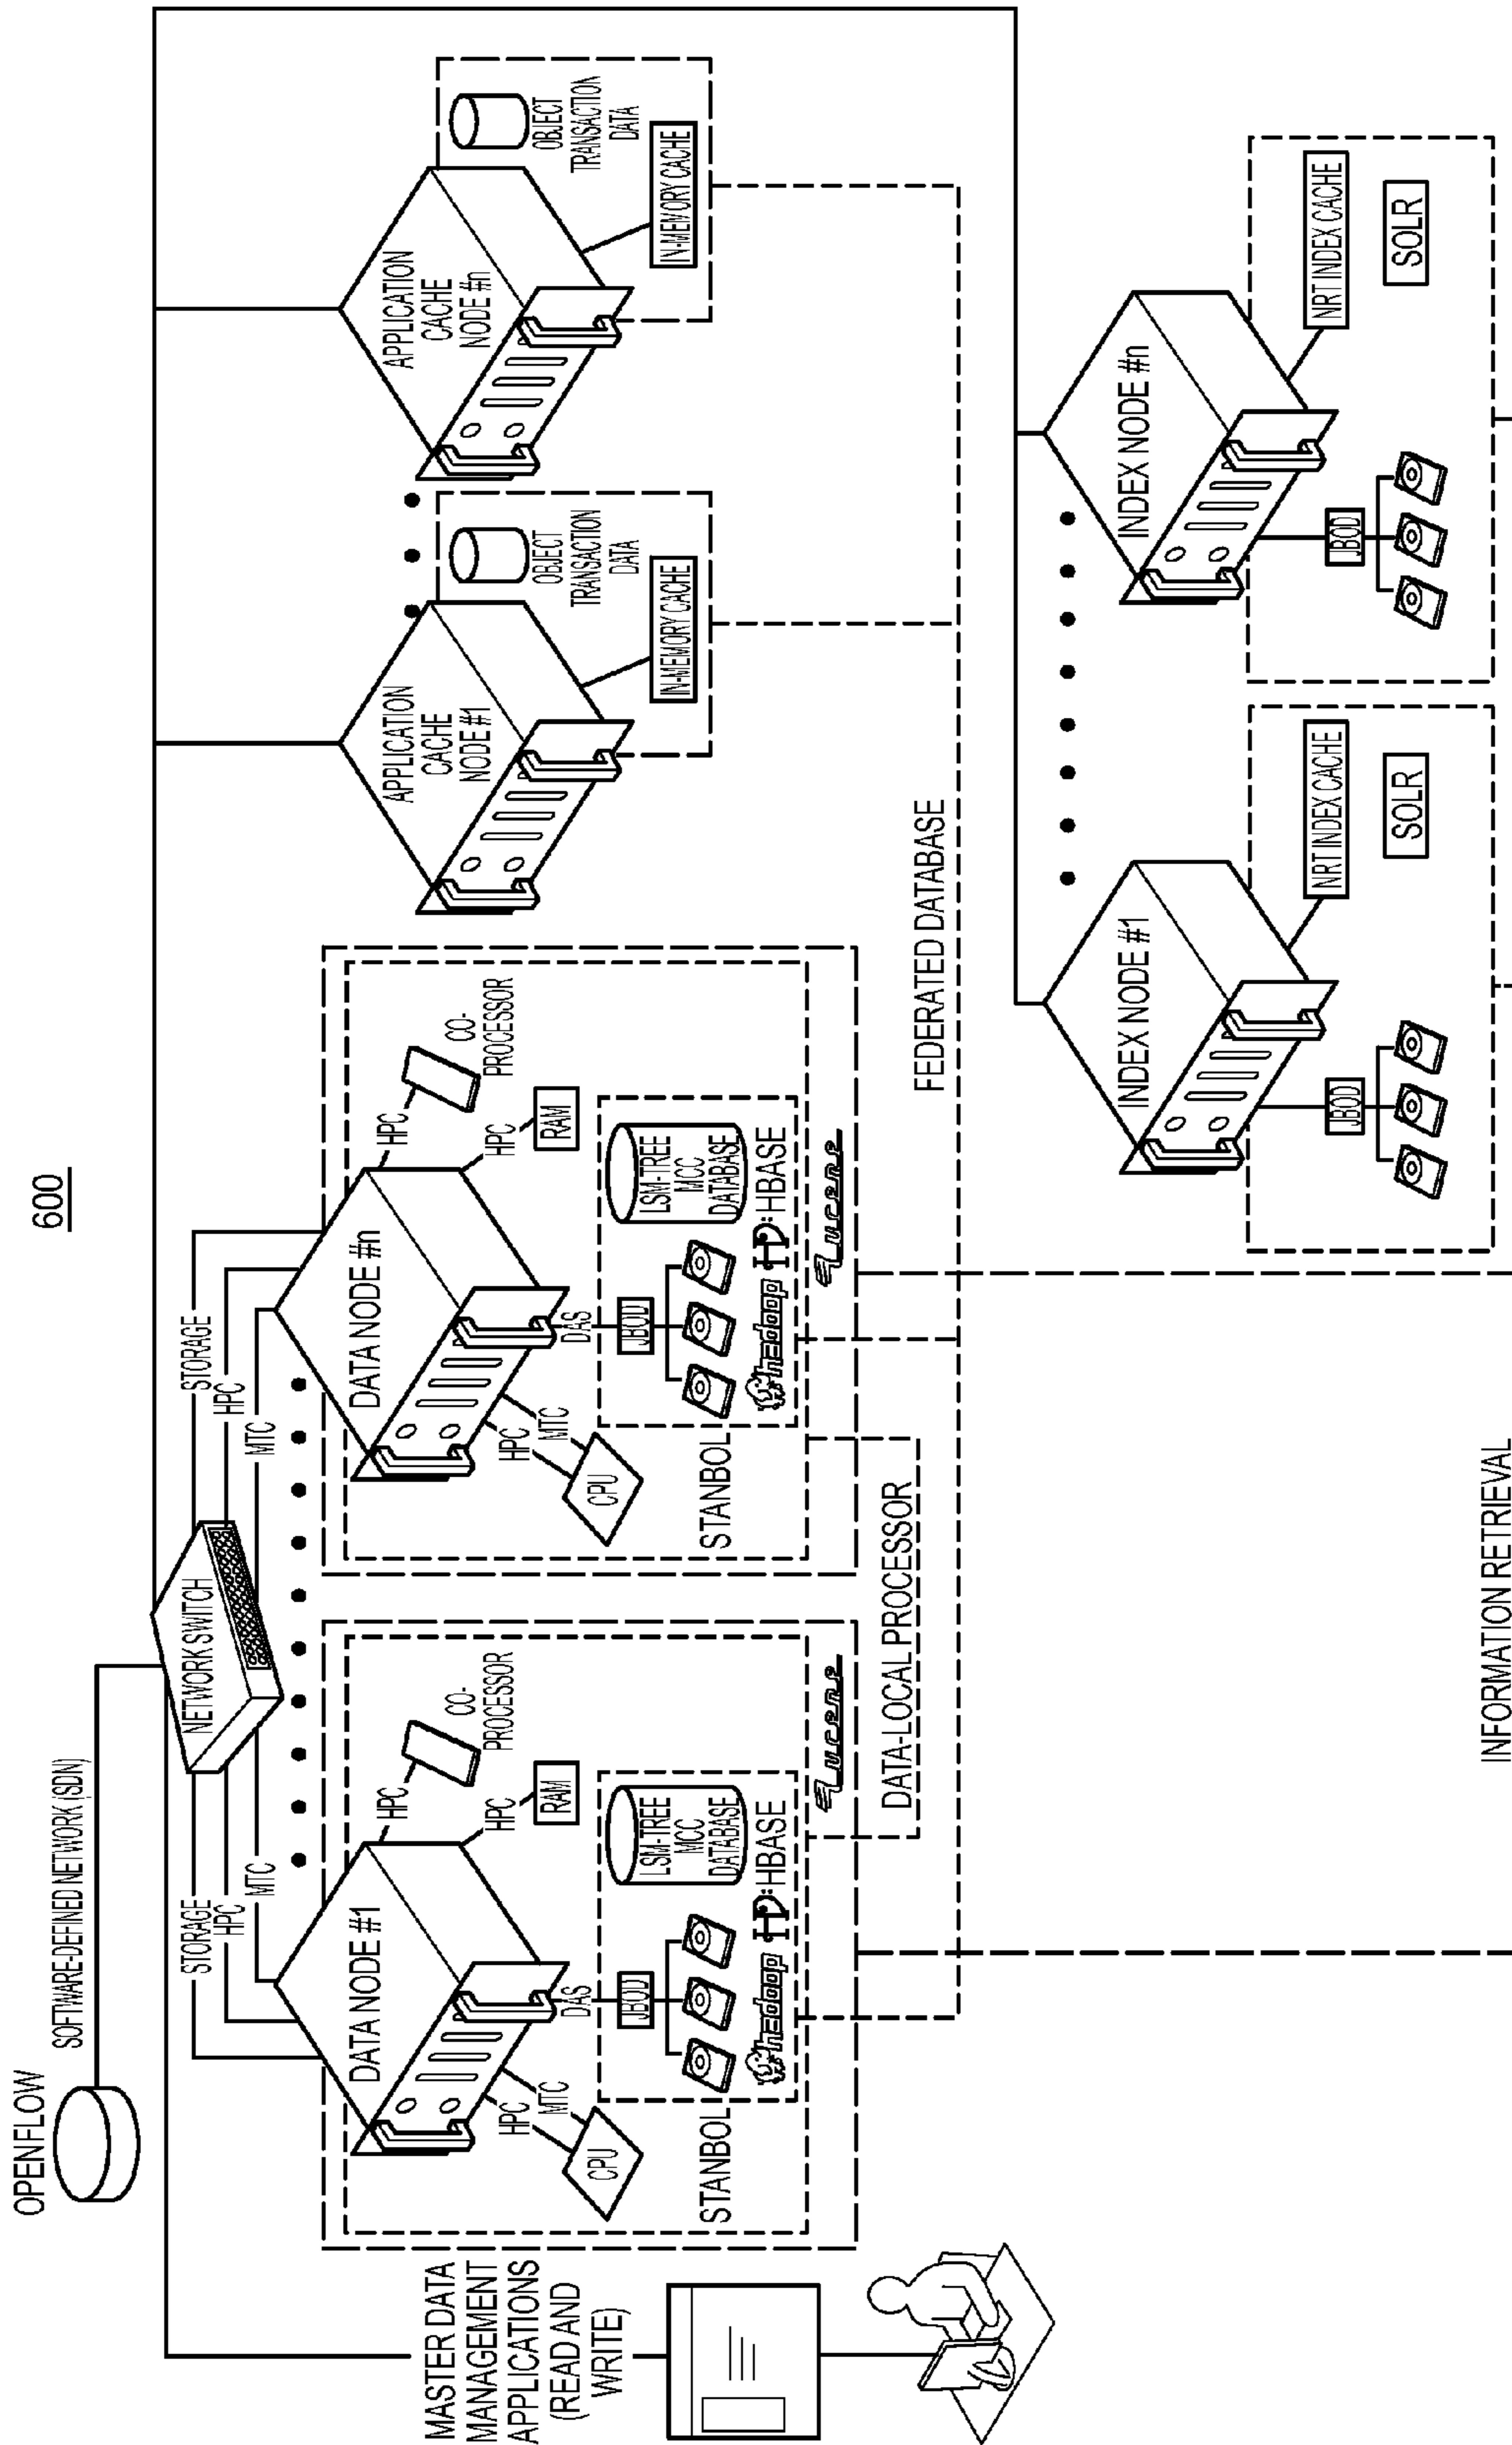 600
OPENFLOW
SOFTWARE-DEFINED NETWORK (SDN)
NETWORK SWITCH
STORAGE
HPC
MTC
STORAGE
HPC
MTC
MASTER DATA
MANAGEMENT
APPLICATIONS
(READ AND
WRITE)
DATA NODE #1
HPC
CO-
PROCESSOR
HPC
RAM
HPC
MTC
CPU
DAS
JBOD
LSM-TREE
MCC
DATABASE
STANBOL
hadoop
HBASE
Lucene
DATA NODE #n
HPC
CO-
PROCESSOR
HPC
RAM
HPC
MTC
CPU
DAS
JBOD
LSM-TREE
MCC
DATABASE
STANBOL
hadoop
HBASE
Lucene
DATA-LOCAL PROCESSOR
APPLICATION
CACHE
NODE #1
OBJECT
TRANSACTION
DATA
IN-MEMORY CACHE
APPLICATION
CACHE
NODE #n
OBJECT
TRANSACTION
DATA
IN-MEMORY CACHE
FEDERATED DATABASE
INDEX NODE #1
NRT INDEX CACHE
JBOD
SOLR
INDEX NODE #n
NRT INDEX CACHE
JBOD
SOLR
INFORMATION RETRIEVAL